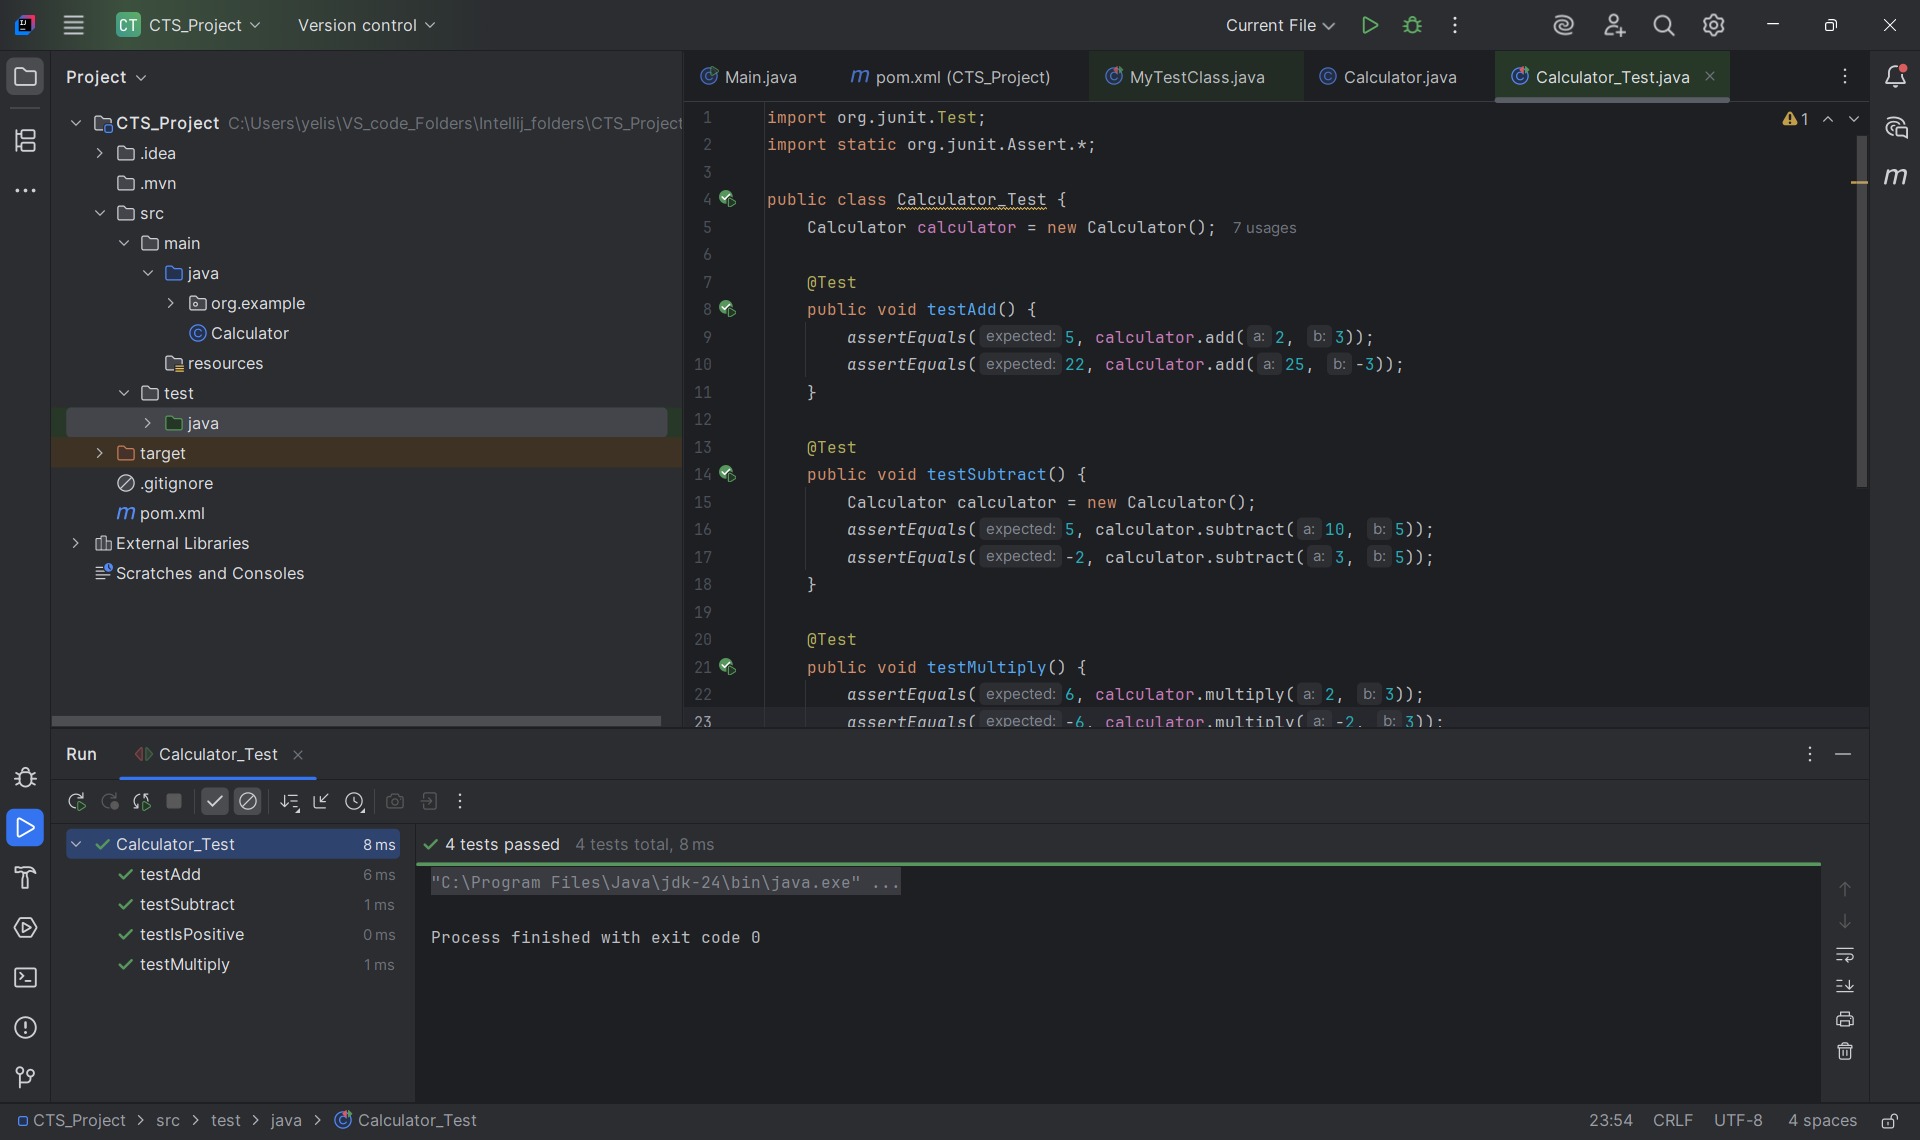 CT CTS_Project Version control Current File
Project
CTS_Project C:\Users\yelis\VS_code_Folders\Intellij_folders\CTS_Project
.idea
.mvn
src
main
java
org.example
Calculator
resources
test
java
target
.gitignore
pom.xml
External Libraries
Scratches and Consoles
Main.java pom.xml (CTS_Project) MyTestClass.java Calculator.java Calculator_Test.java
1 import org.junit.Test;
2 import static org.junit.Assert.*;
3
4 public class Calculator_Test {
5 Calculator calculator = new Calculator(); 7 usages
6
7 @Test
8 public void testAdd() {
9 assertEquals( expected: 5, calculator.add( a: 2, b: 3));
10 assertEquals( expected: 22, calculator.add( a: 25, b: -3));
11 }
12
13 @Test
14 public void testSubtract() {
15 Calculator calculator = new Calculator();
16 assertEquals( expected: 5, calculator.subtract( a: 10, b: 5));
17 assertEquals( expected: -2, calculator.subtract( a: 3, b: 5));
18 }
19
20 @Test
21 public void testMultiply() {
22 assertEquals( expected: 6, calculator.multiply( a: 2, b: 3));
23 assertEquals( expected: -6, calculator.multiply( a: -2, b: 3));
1
m
Run Calculator_Test
Calculator_Test 8 ms
testAdd 6 ms
testSubtract 1 ms
testIsPositive 0 ms
testMultiply 1 ms
4 tests passed 4 tests total, 8 ms
"C:\Program Files\Java\jdk-24\bin\java.exe" ...
Process finished with exit code 0
CTS_Project > src > test > java > Calculator_Test 23:54 CRLF UTF-8 4 spaces